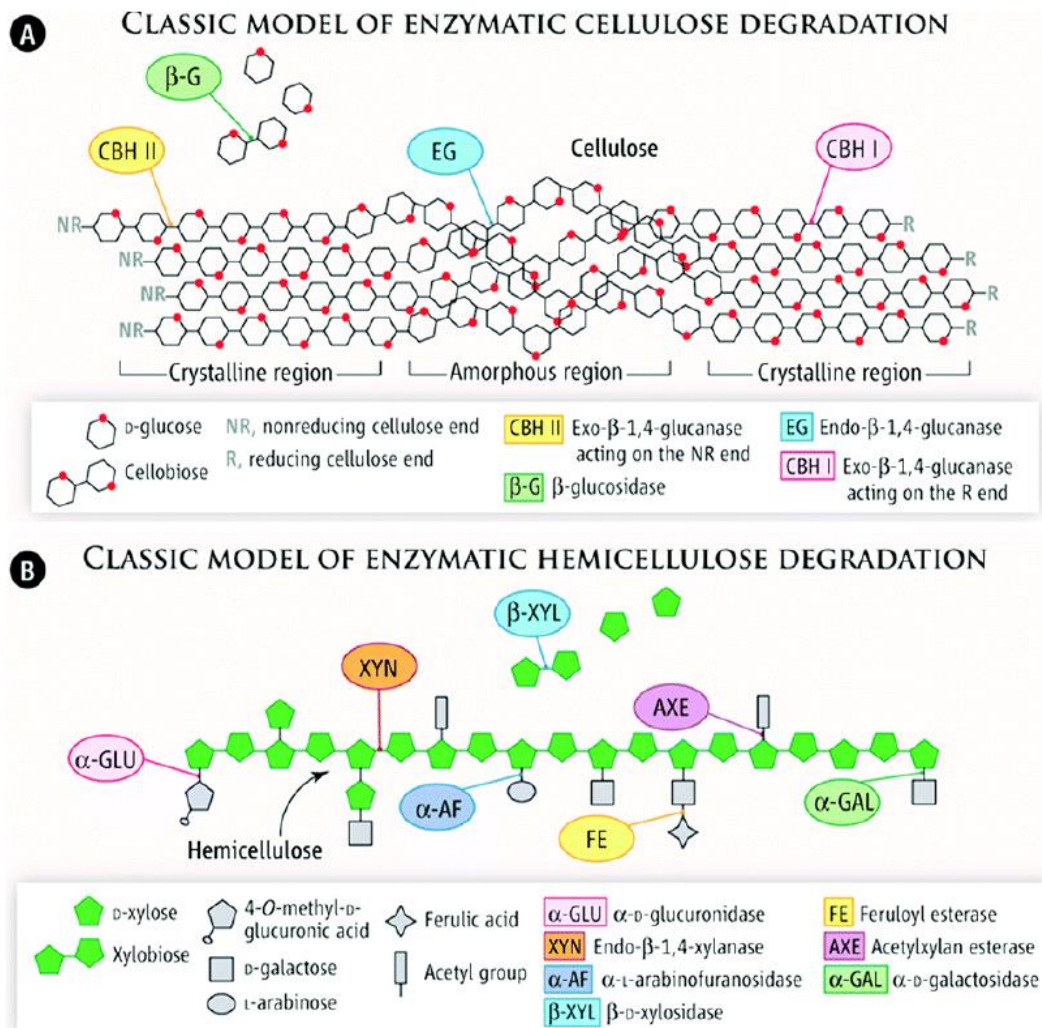 A
CLASSIC MODEL OF ENZYMATIC CELLULOSE DEGRADATION
β-G
CBH II
EG
Cellulose
CBH I
NR
R
NR
R
NR
R
NR
R
Crystalline region
Amorphous region
Crystalline region
D-glucose
Cellobiose
NR, nonreducing cellulose end
R, reducing cellulose end
CBH II Exo-β-1,4-glucanase
acting on the NR end
β-G β-glucosidase
EG Endo-β-1,4-glucanase
CBH I Exo-β-1,4-glucanase
acting on the R end
B
CLASSIC MODEL OF ENZYMATIC HEMICELLULOSE DEGRADATION
β-XYL
XYN
AXE
α-GLU
α-AF
α-GAL
FE
Hemicellulose
D-xylose
Xylobiose
4-O-methyl-D-
glucuronic acid
D-galactose
L-arabinose
Ferulic acid
Acetyl group
α-GLU α-D-glucuronidase
XYN Endo-β-1,4-xylanase
α-AF α-L-arabinofuranosidase
β-XYL β-D-xylosidase
FE Feruloyl esterase
AXE Acetylxylan esterase
α-GAL α-D-galactosidase